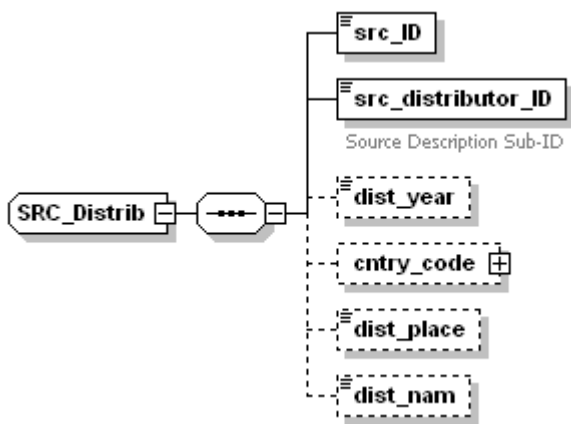 src_ID
src_distributor_ID
Source Description Sub-ID
SRC_Distrib
dist_year
cntry_code
dist_place
dist_nam